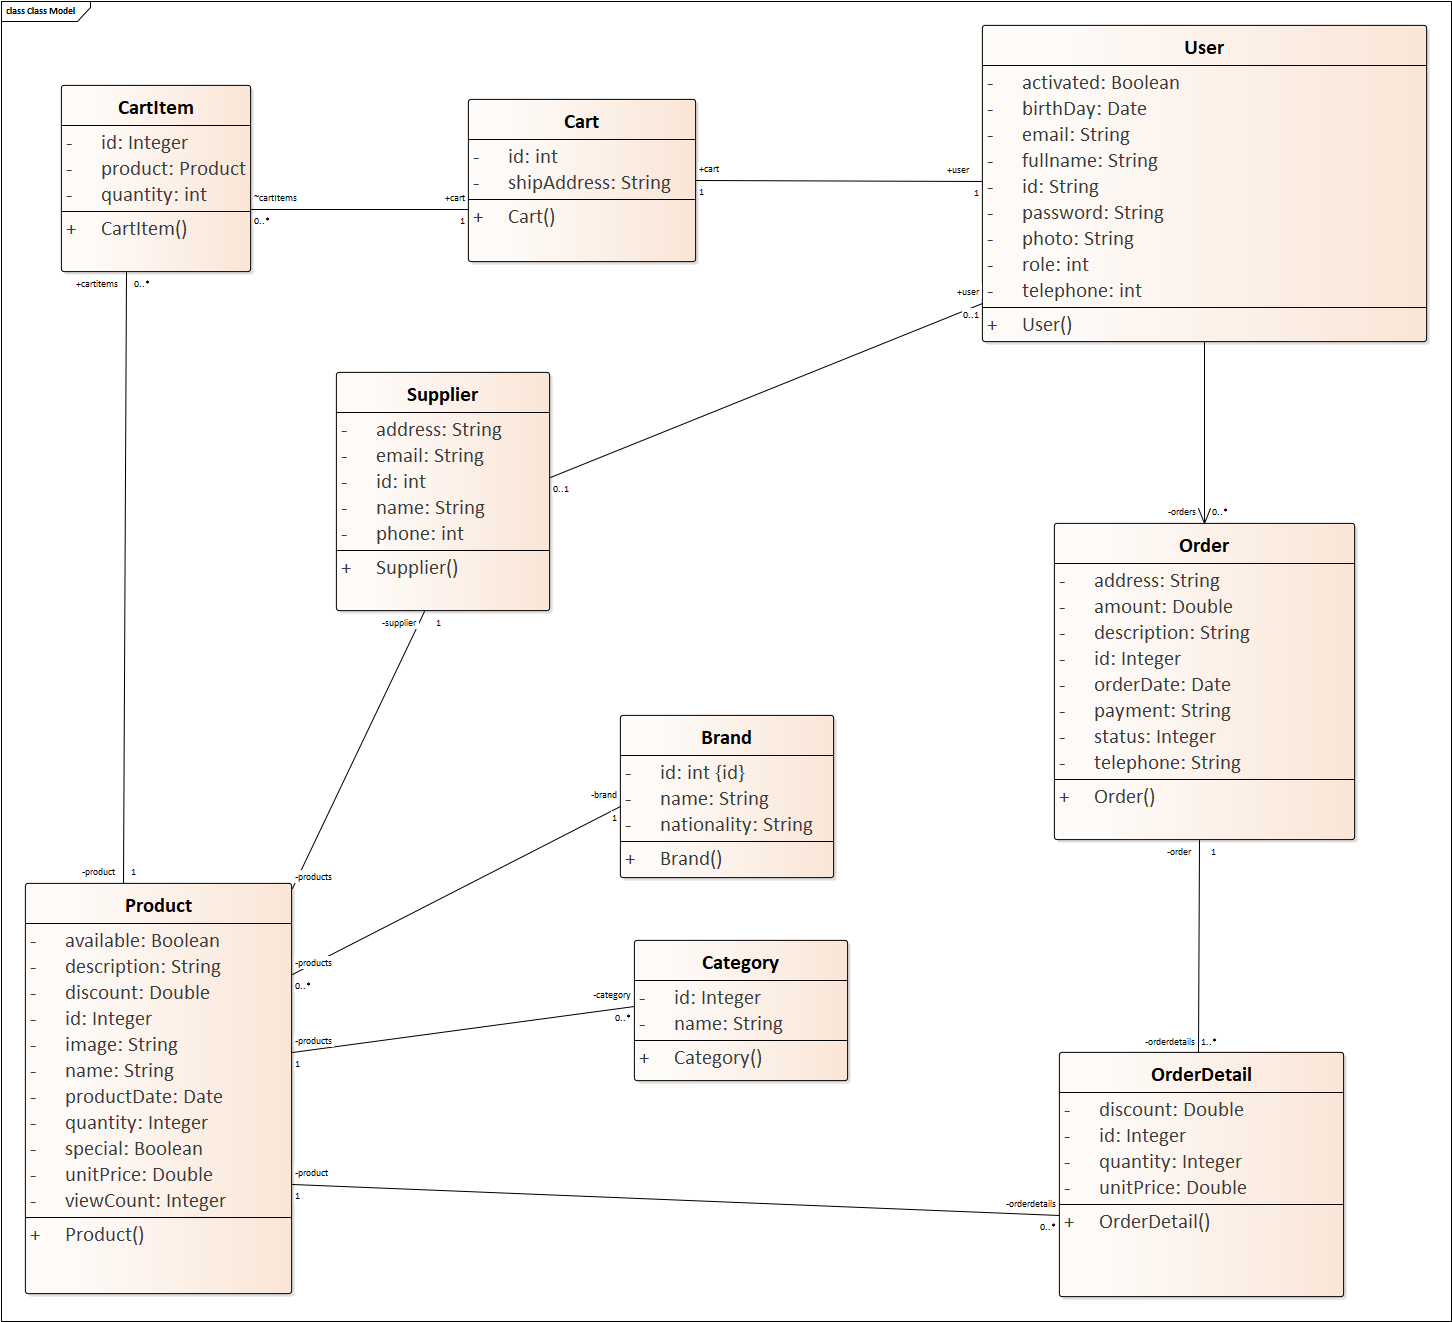 class Class Model
User
- activated: Boolean
- birthDay: Date
- email: String
- fullname: String
- id: String
- password: String
- photo: String
- role: int
- telephone: int
+ User()
CartItem
- id: Integer
- product: Product
- quantity: int
+ CartItem()
Cart
- id: int
- shipAddress: String
+ Cart()
+cart
1
+user
1
~cartitems
0..*
+cart
1
+cartitems
0..*
+user
0..1
Supplier
- address: String
- email: String
- id: int
- name: String
- phone: int
+ Supplier()
0..1
-supplier
1
-orders
0..*
Order
- address: String
- amount: Double
- description: String
- id: Integer
- orderDate: Date
- payment: String
- status: Integer
- telephone: String
+ Order()
-order
1
Brand
- id: int {id}
- name: String
- nationality: String
+ Brand()
-brand
1
-product
1
-products
Product
- available: Boolean
- description: String
- discount: Double
- id: Integer
- image: String
- name: String
- productDate: Date
- quantity: Integer
- special: Boolean
- unitPrice: Double
- viewCount: Integer
+ Product()
-products
0..*
-products
1
-category
0..*
Category
- id: Integer
- name: String
+ Category()
-product
1
-orderdetails
1..*
OrderDetail
- discount: Double
- id: Integer
- quantity: Integer
- unitPrice: Double
+ OrderDetail()
-orderdetails
0..*